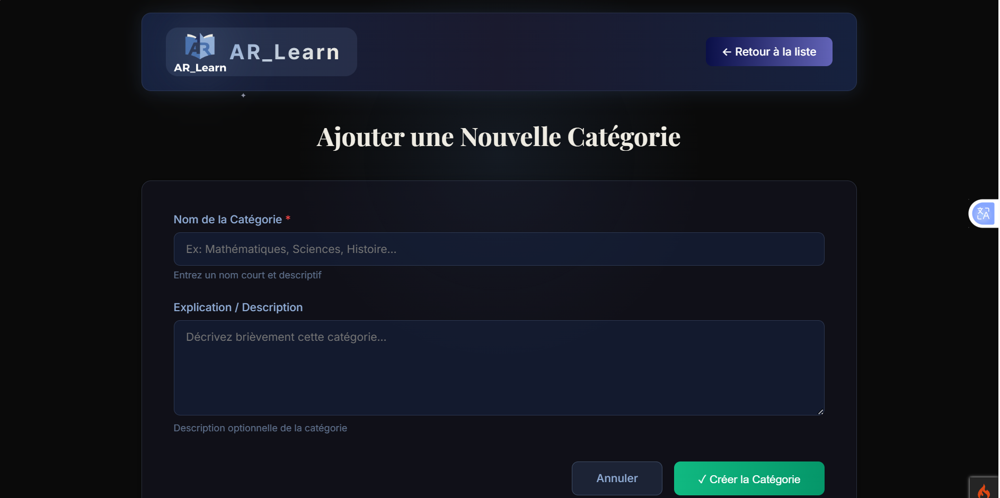 AR
AR_Learn
AR_Learn
← Retour à la liste
Ajouter une Nouvelle Catégorie
Nom de la Catégorie *
Ex: Mathématiques, Sciences, Histoire...
Entrez un nom court et descriptif
Explication / Description
Décrivez brièvement cette catégorie...
Description optionnelle de la catégorie
Annuler
✓ Créer la Catégorie